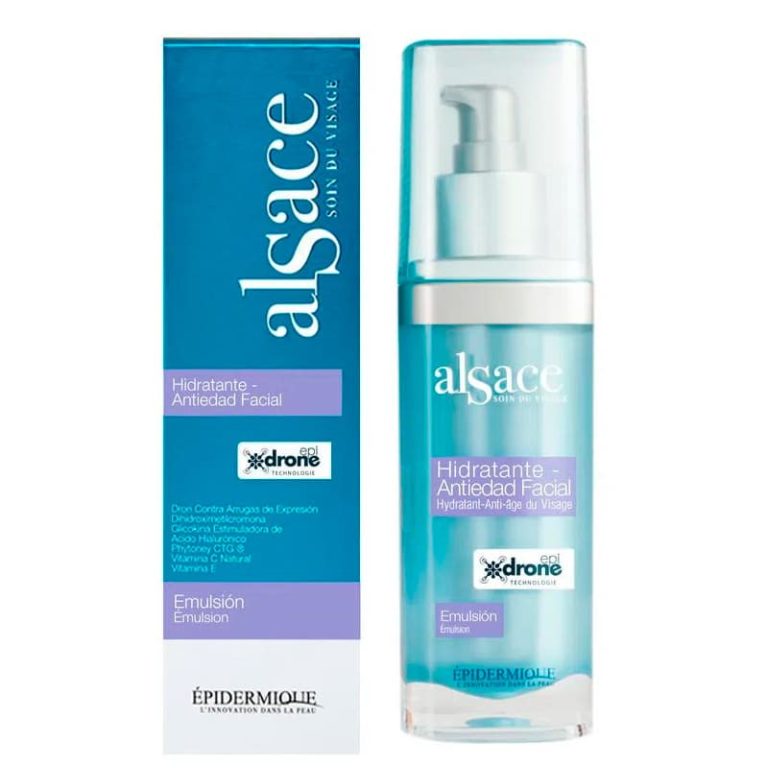 alsace
SOIN DU VISAGE
Hidratante -
Antiedad Facial
epi
drone
TECHNOLOGIE
Dron Contra Arrugas de Expresión
Dihidroximetilcromona
Glicokina Estimuladora de
Acido Hialurónico
Phytoney CTG ®
Vitamina C Natural
Vitamina E
Emulsión
Émulsion
ÉPIDERMIQUE
L'INNOVATION DANS LA PEAU
alsace
SOIN DU VISAGE
Hidratante -
Antiedad Facial
Hydratant-Anti-âge du Visage
epi
drone
TECHNOLOGIE
Emulsión
Émulsion
ÉPIDERMIQUE
L'INNOVATION DANS LA PEAU